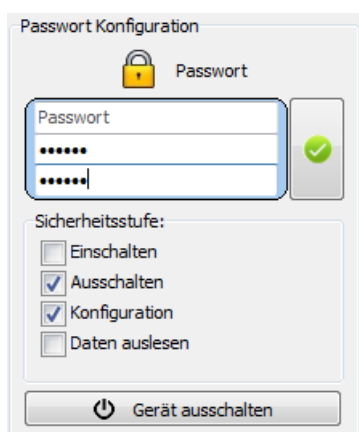 Passwort Konfiguration
Passwort
Passwort
••••••
••••••
Sicherheitsstufe:
Einschalten
Ausschalten
Konfiguration
Daten auslesen
Gerät ausschalten